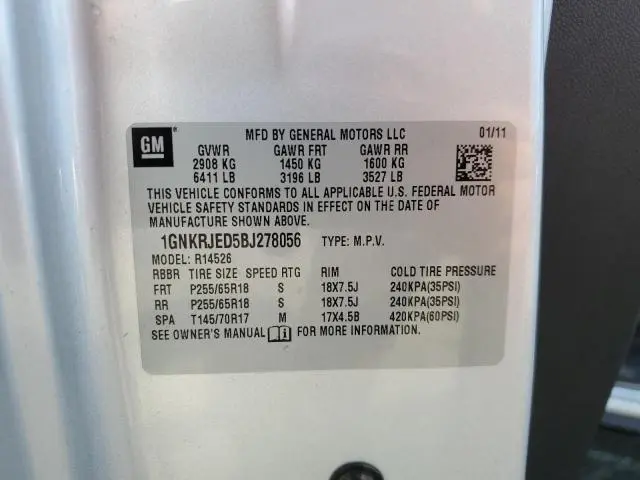 GM
MFD BY GENERAL MOTORS LLC 01/11
GVWR GAWR FRT GAWR RR
2908 KG 1450 KG 1600 KG
6411 LB 3196 LB 3527 LB
THIS VEHICLE CONFORMS TO ALL APPLICABLE U.S. FEDERAL MOTOR
VEHICLE SAFETY STANDARDS IN EFFECT ON THE DATE OF
MANUFACTURE SHOWN ABOVE.
1GNKRJED5BJ278056 TYPE: M.P.V.
MODEL: R14526
RBBR TIRE SIZE SPEED RTG RIM COLD TIRE PRESSURE
FRT P255/65R18 S 18X7.5J 240KPA(35PSI)
RR P255/65R18 S 18X7.5J 240KPA(35PSI)
SPA T145/70R17 M 17X4.5B 420KPA(60PSI)
SEE OWNER'S MANUAL FOR MORE INFORMATION.